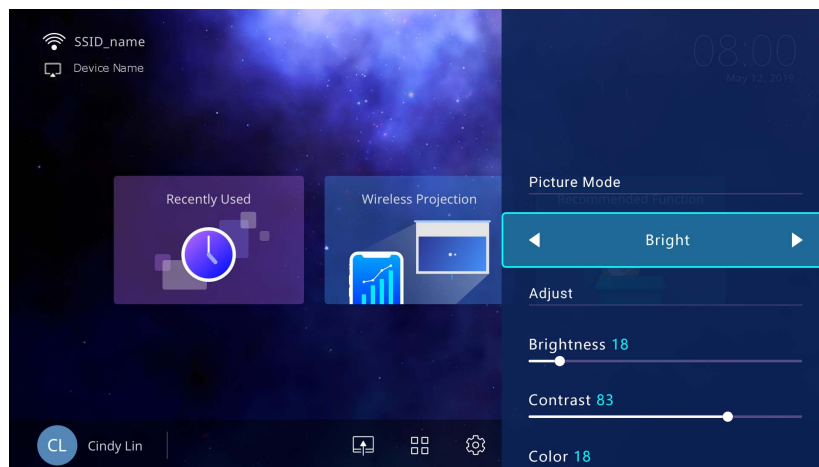 SSID_name
Device Name
08:00
May 12, 2019
Recently Used
Wireless Projection
Recommended Function
Picture Mode
Bright
Adjust
Brightness 18
Contrast 83
Color 18
CL
Cindy Lin